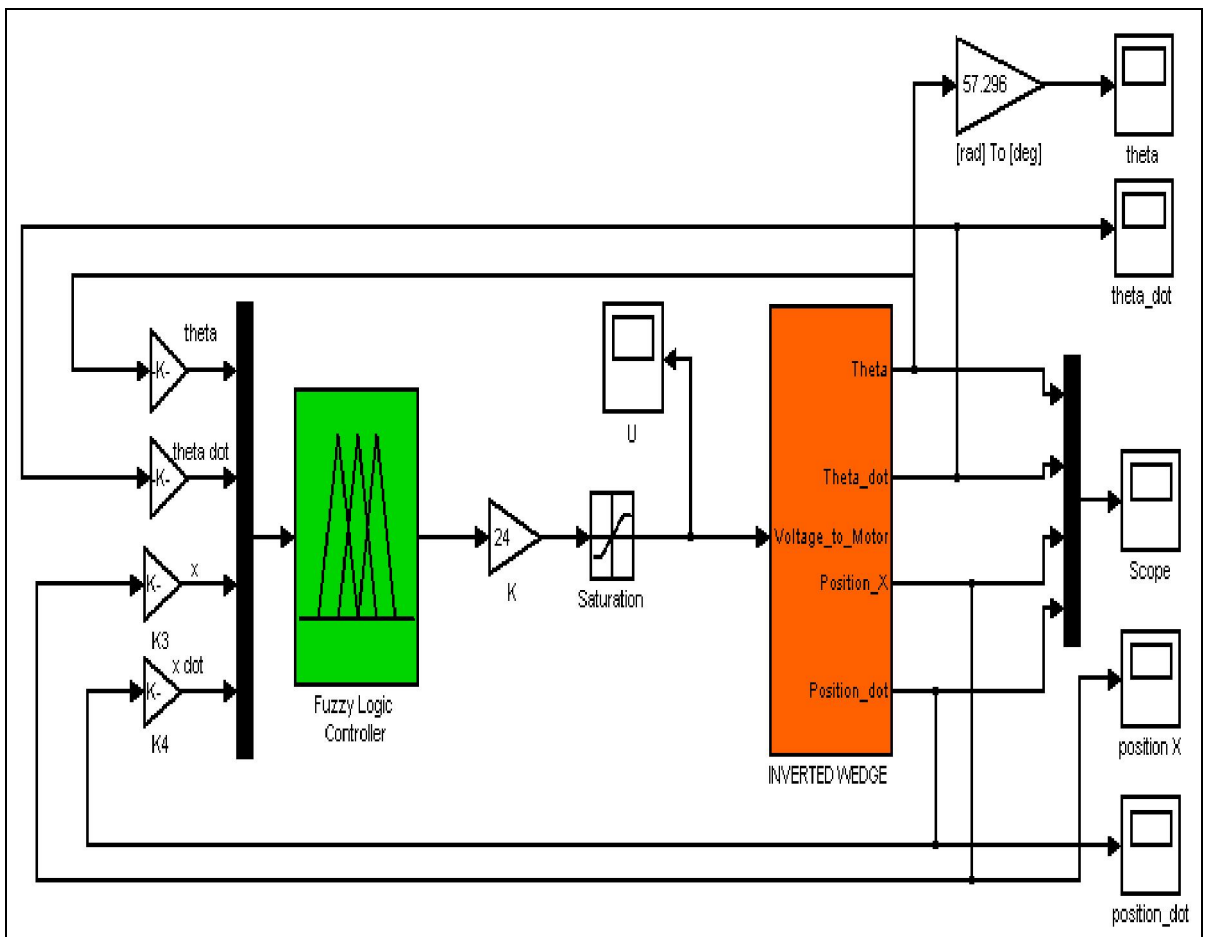 57.296
[rad] To [deg]
theta
theta_dot
theta
-K-
theta dot
-K-
x
K-
K3
x dot
K-
K4
Fuzzy Logic
Controller
24
K
Saturation
U
Theta
Theta_dot
Voltage_to_Motor
Position_X
Position_dot
INVERTED WEDGE
Scope
position X
position_dot